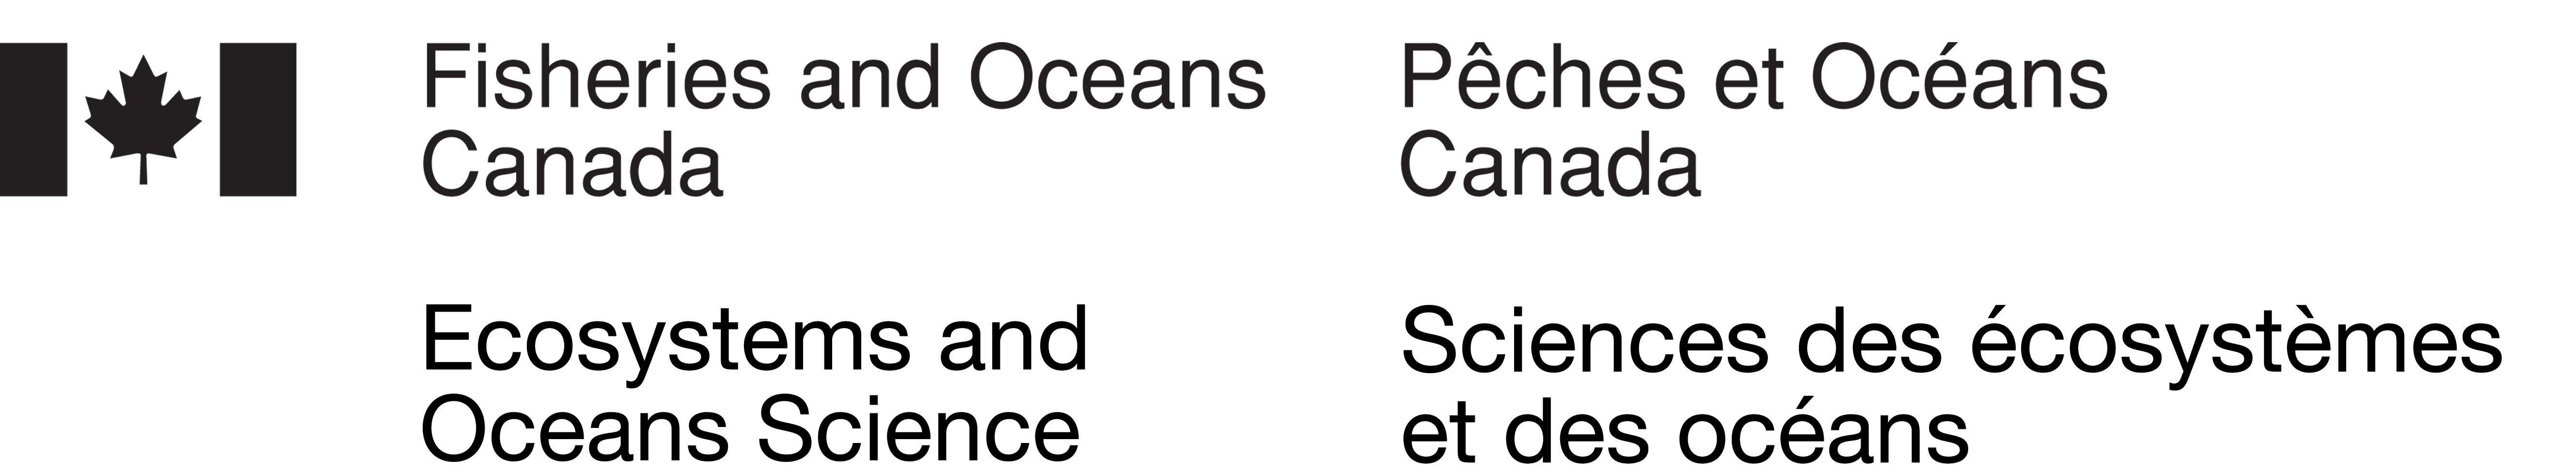 Fisheries and Oceans
Canada
Pêches et Océans
Canada
Ecosystems and
Oceans Science
Sciences des écosystèmes
et des océans